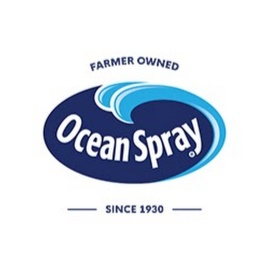 FARMER OWNED
Ocean Spray
SINCE 1930